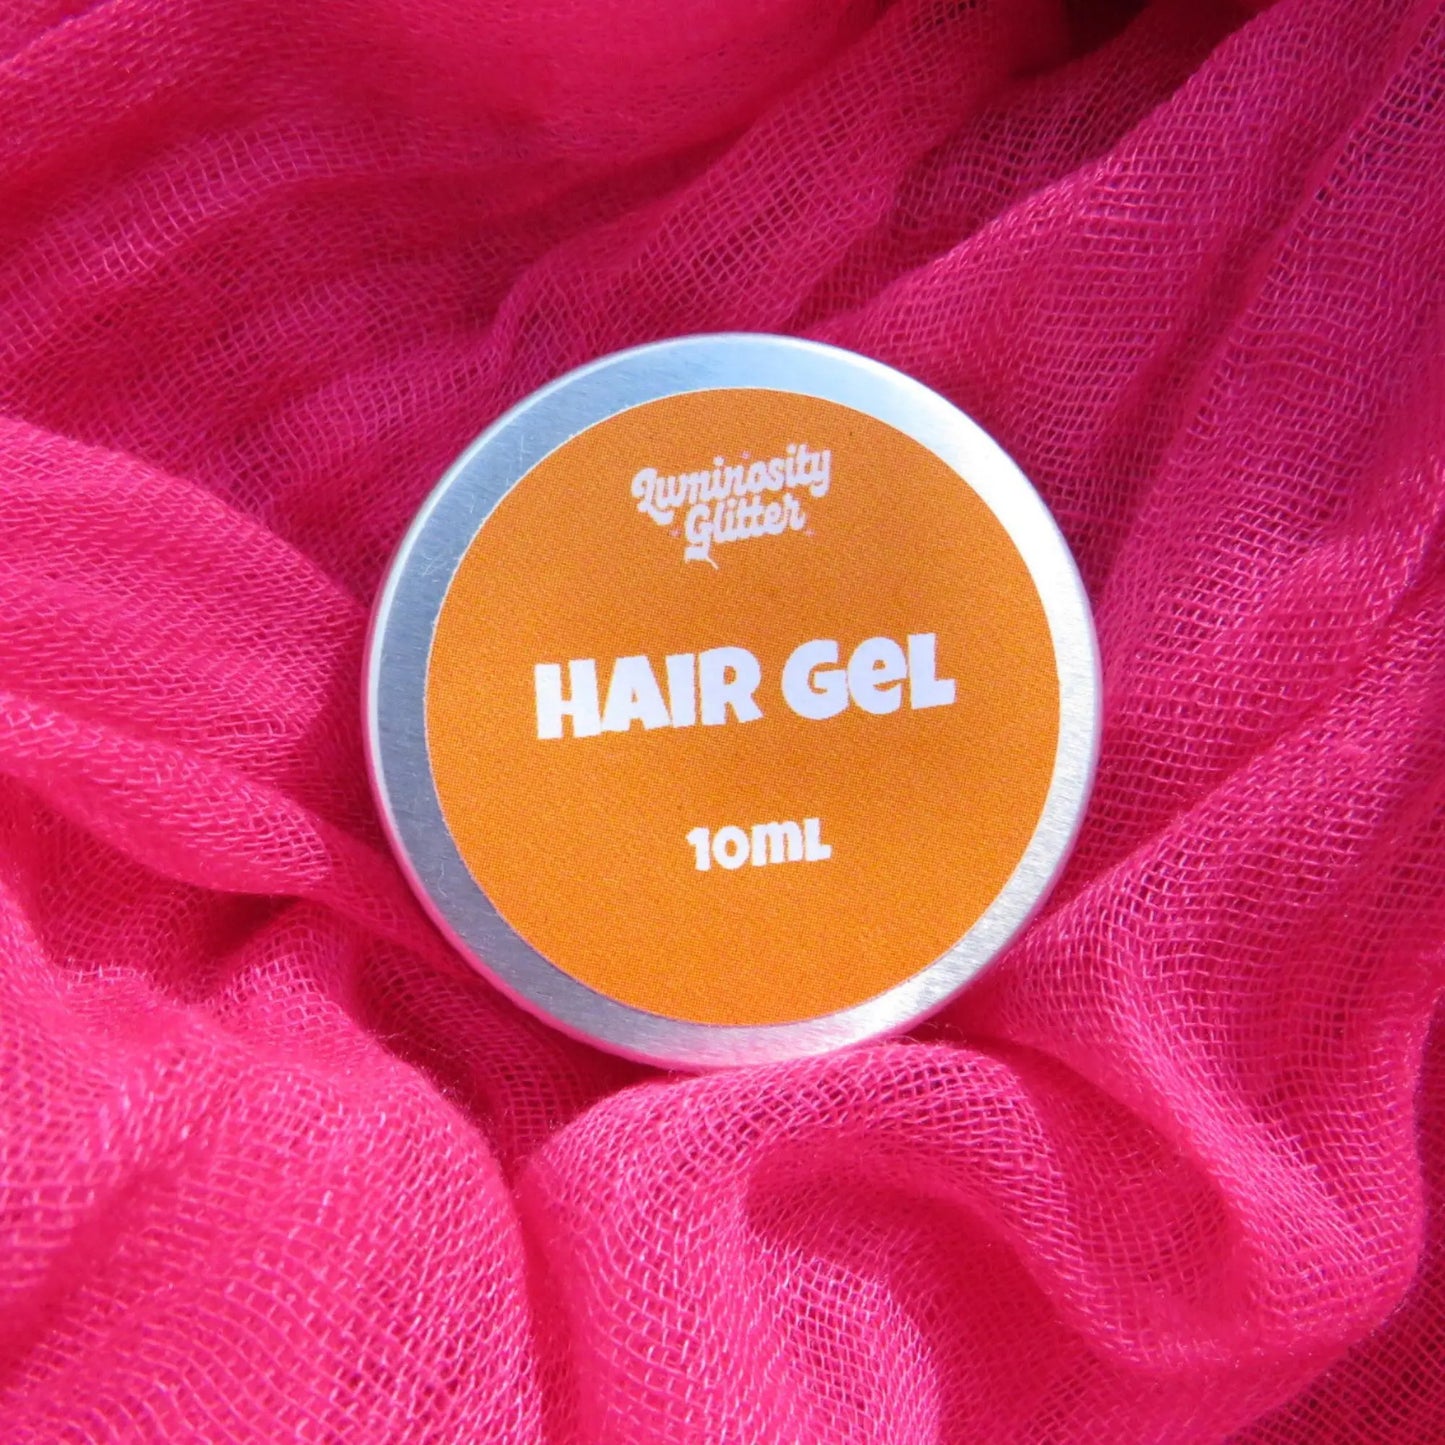 Luminosity
Glitter
HAIR GEL
10mL